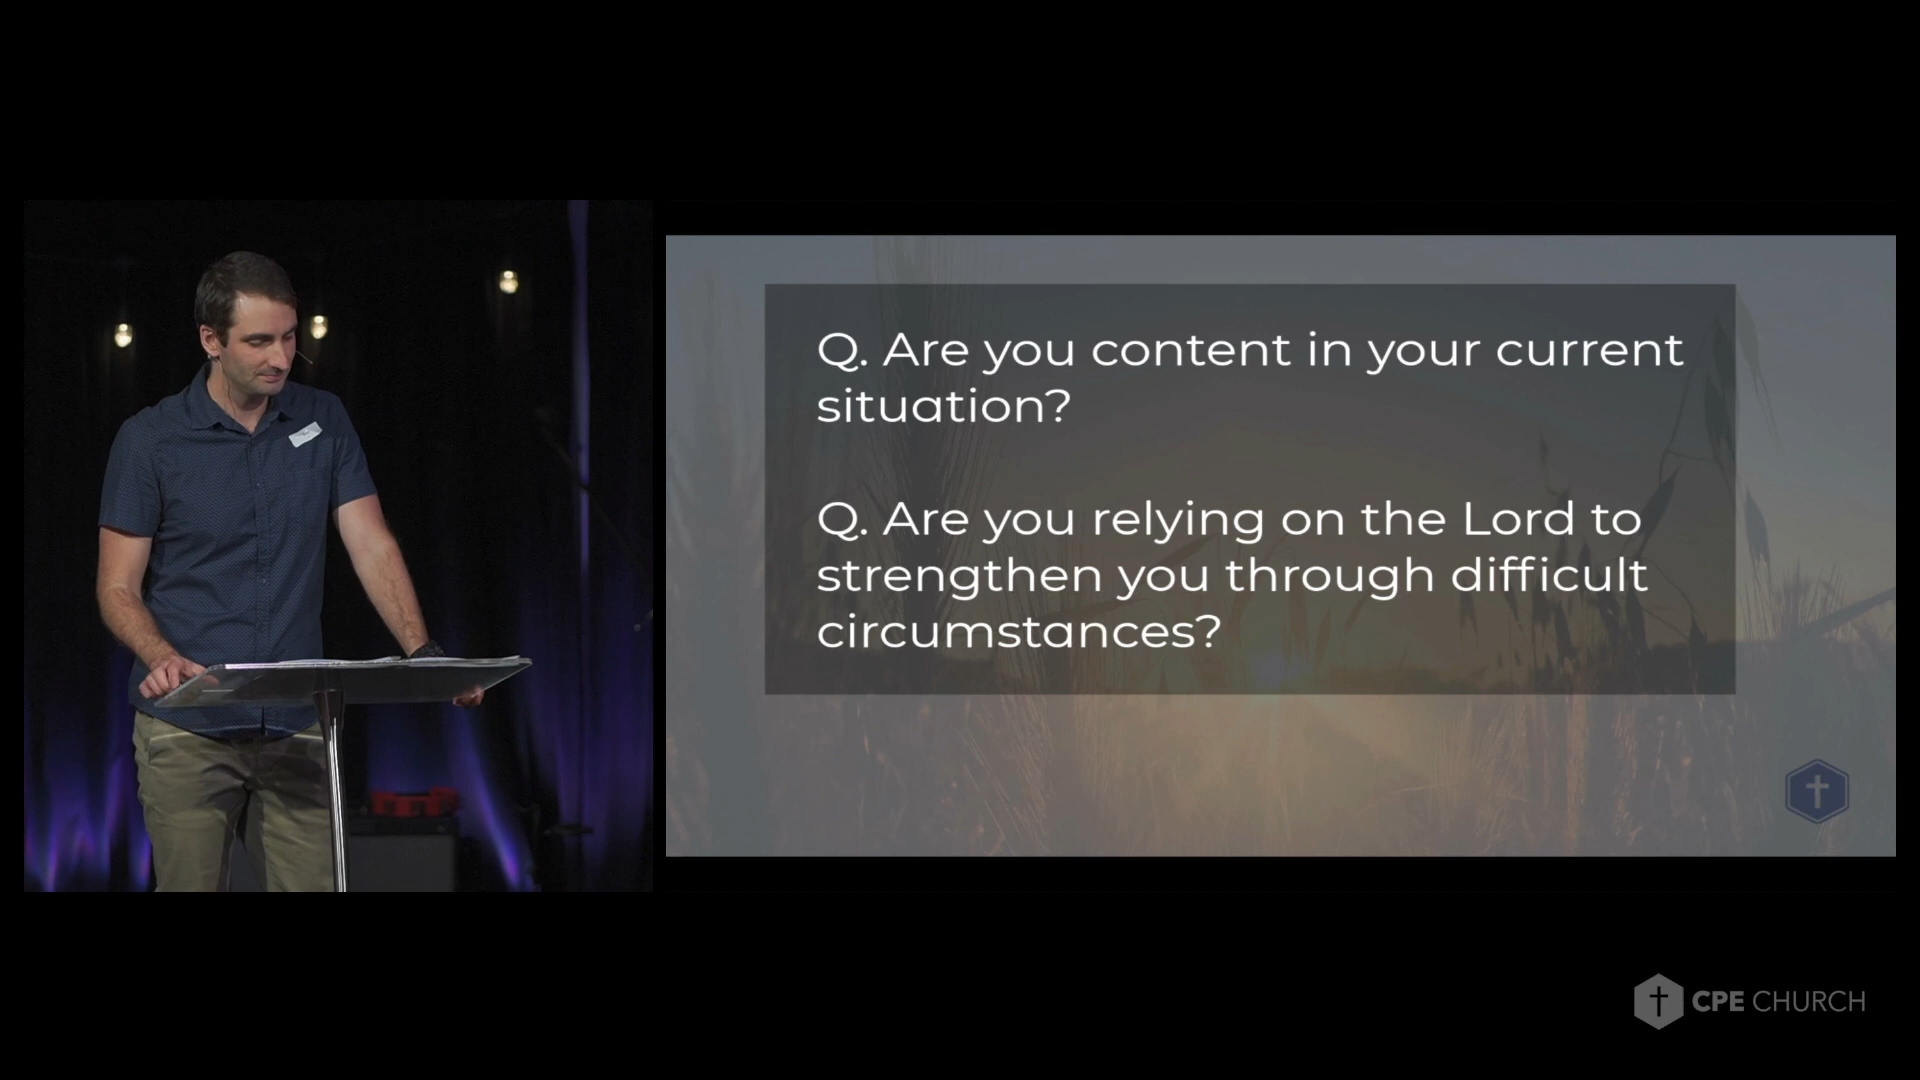 Q. Are you content in your current
situation?
Q. Are you relying on the Lord to
strengthen you through difficult
circumstances?
CPE CHURCH